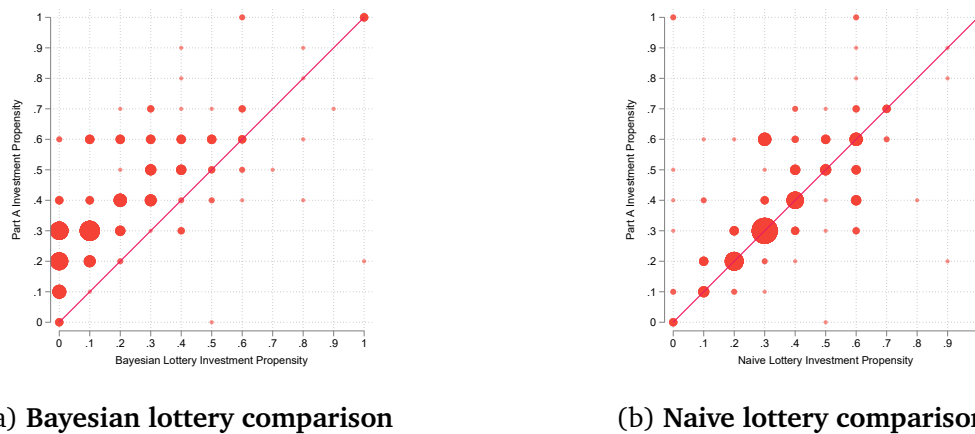 1
.9
.8
.7
.6
.5
.4
.3
.2
.1
0
Part A Investment Propensity
0 .1 .2 .3 .4 .5 .6 .7 .8 .9 1
Bayesian Lottery Investment Propensity
a) Bayesian lottery comparison
1
.9
.8
.7
.6
.5
.4
.3
.2
.1
0
Part A Investment Propensity
0 .1 .2 .3 .4 .5 .6 .7 .8 .9
Naive Lottery Investment Propensity
(b) Naive lottery comparison